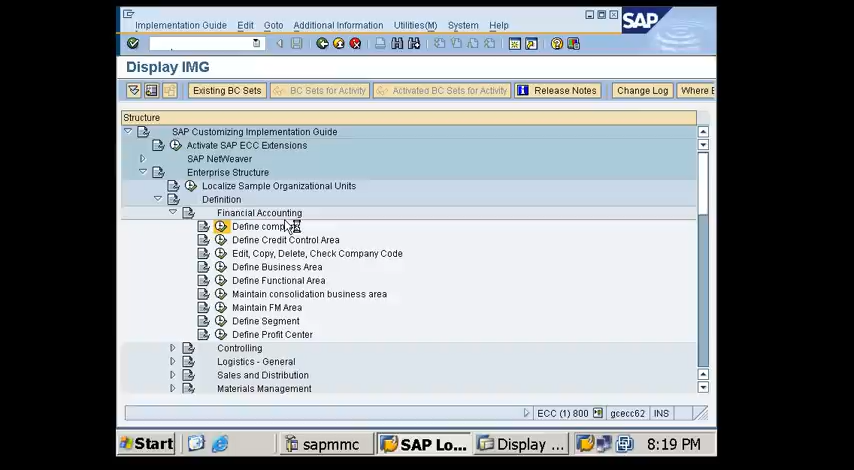 Implementation Guide Edit Goto Additional Information Utilities(M) System Help
SAP
Display IMG
Existing BC Sets BC Sets for Activity Activated BC Sets for Activity Release Notes Change Log Where
Structure
SAP Customizing Implementation Guide
Activate SAP ECC Extensions
SAP NetWeaver
Enterprise Structure
Localize Sample Organizational Units
Definition
Financial Accounting
Define
Define Credit Control Area
Edit, Copy, Delete, Check Company Code
Define Business Area
Define Functional Area
Maintain consolidation business area
Maintain FM Area
Define Segment
Define Profit Center
Controlling
Logistics - General
Sales and Distribution
Materials Management
ECC (1) 800 gcecc62 INS
Start sapmmc SAP Lo... Display ... 8:19 PM